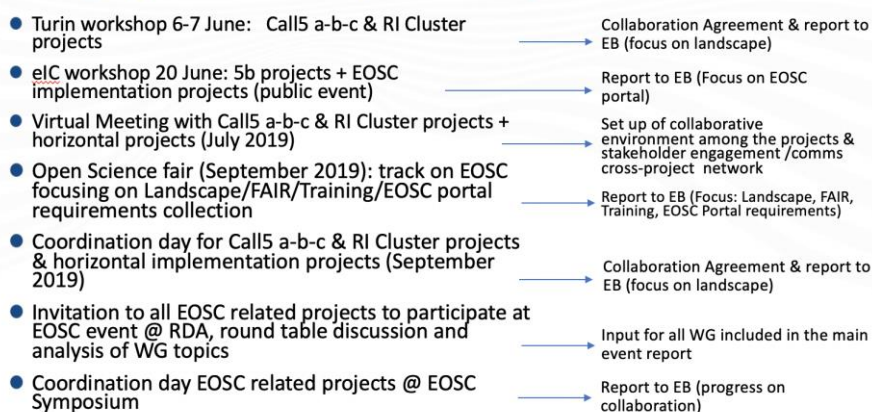 Turin workshop 6-7 June: Call5 a-b-c & RI Cluster
projects
Collaboration Agreement & report to
EB (focus on landscape)
eIC workshop 20 June: 5b projects + EOSC
implementation projects (public event)
Report to EB (Focus on EOSC
portal)
Virtual Meeting with Call5 a-b-c & RI Cluster projects +
horizontal projects (July 2019)
Set up of collaborative
environment among the projects &
stakeholder engagement /comms
cross-project network
Open Science fair (September 2019): track on EOSC
focusing on Landscape/FAIR/Training/EOSC portal
requirements collection
Report to EB (Focus: Landscape, FAIR,
Training, EOSC Portal requirements)
Coordination day for Call5 a-b-c & RI Cluster projects
& horizontal implementation projects (September
2019)
Collaboration Agreement & report to
EB (focus on landscape)
Invitation to all EOSC related projects to participate at
EOSC event @ RDA, round table discussion and
analysis of WG topics
Input for all WG included in the main
event report
Coordination day EOSC related projects @ EOSC
Symposium
Report to EB (progress on
collaboration)